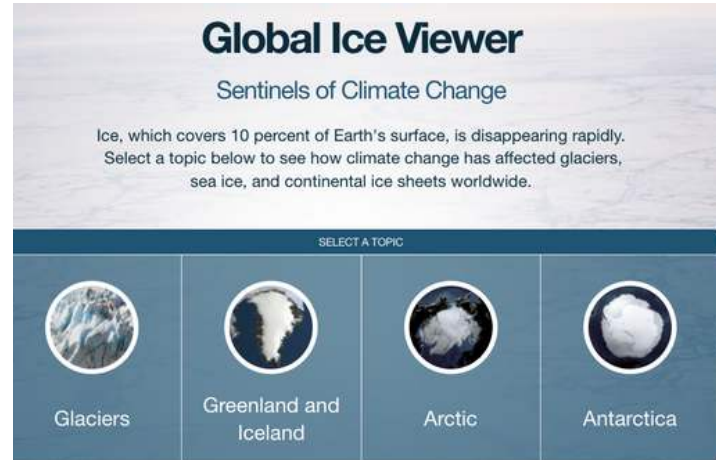 Global Ice Viewer
Sentinels of Climate Change
Ice, which covers 10 percent of Earth's surface, is disappearing rapidly.
Select a topic below to see how climate change has affected glaciers,
sea ice, and continental ice sheets worldwide.
SELECT A TOPIC
Glaciers
Greenland and
Iceland
Arctic
Antarctica